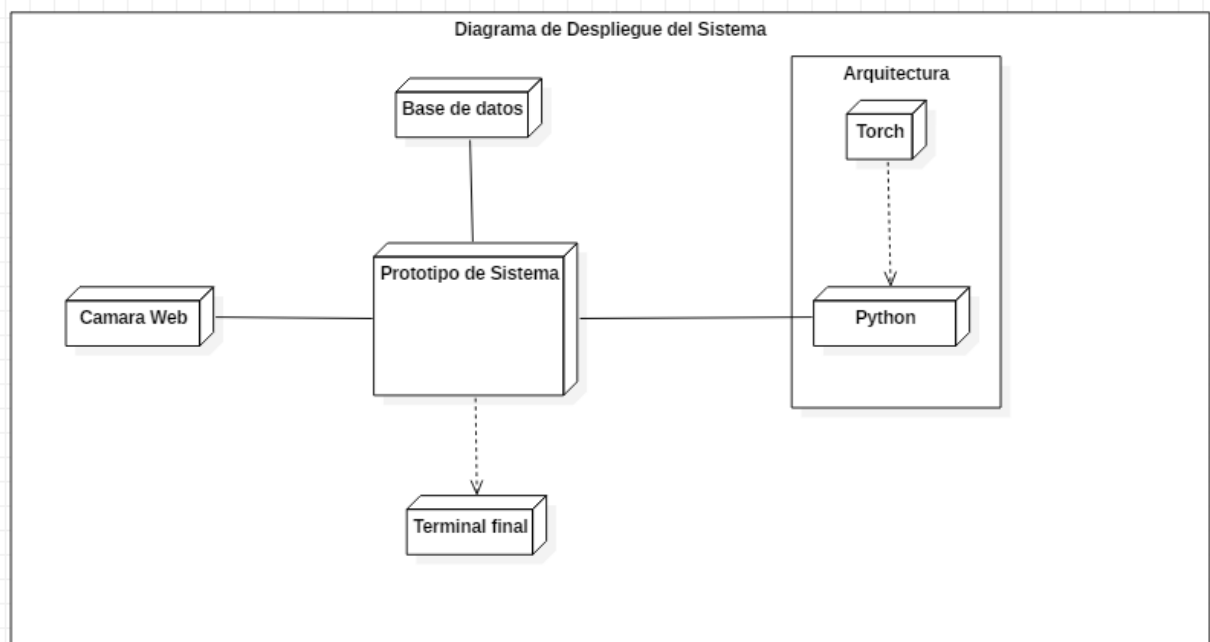 Diagrama de Despliegue del Sistema
Arquitectura
Base de datos
Torch
Prototipo de Sistema
Camara Web
Python
Terminal final